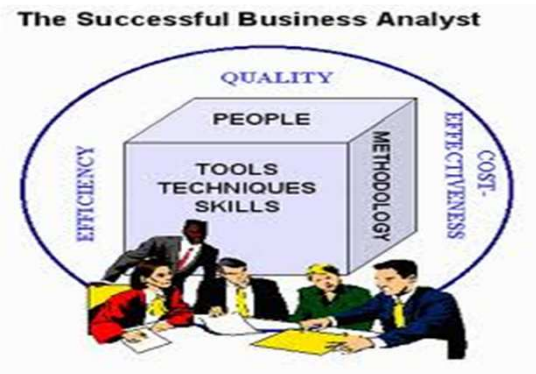 The Successful Business Analyst
QUALITY
PEOPLE
EFFICIENCY
TOOLS
TECHNIQUES
SKILLS
METHODOLOGY
COST-
EFFECTIVENESS